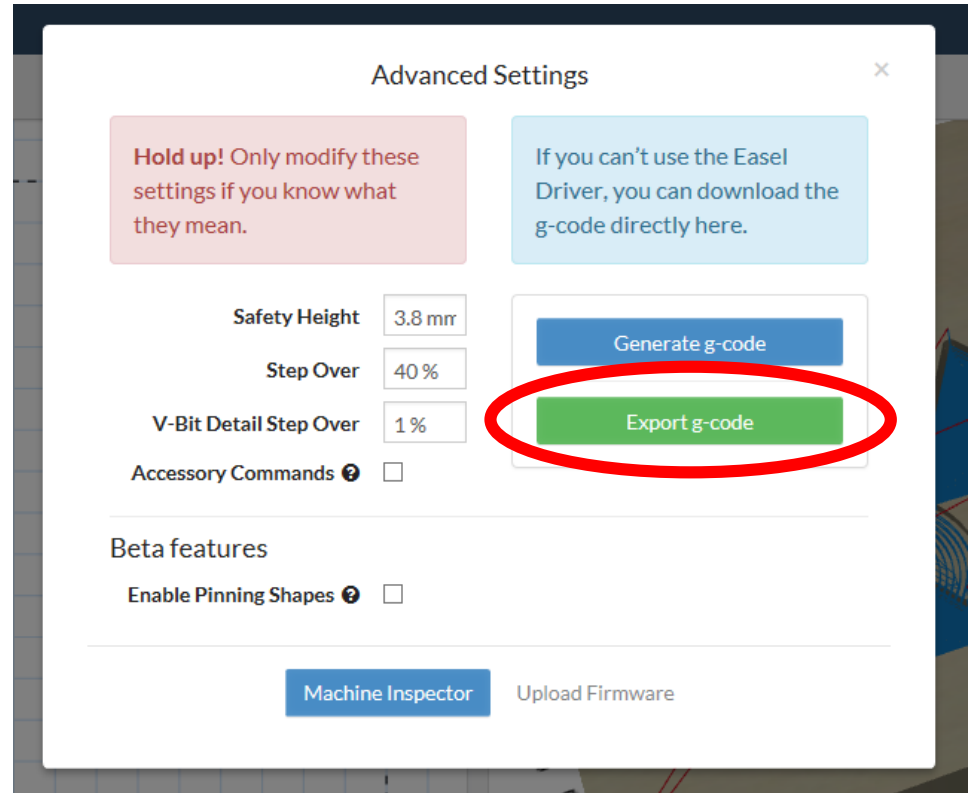 Advanced Settings
×
Hold up! Only modify these
settings if you know what
they mean.
If you can’t use the Easel
Driver, you can download the
g-code directly here.
Safety Height 3.8 mm
Step Over 40 %
V-Bit Detail Step Over 1 %
Accessory Commands ?
Generate g-code
Export g-code
Beta features
Enable Pinning Shapes ?
Machine Inspector Upload Firmware